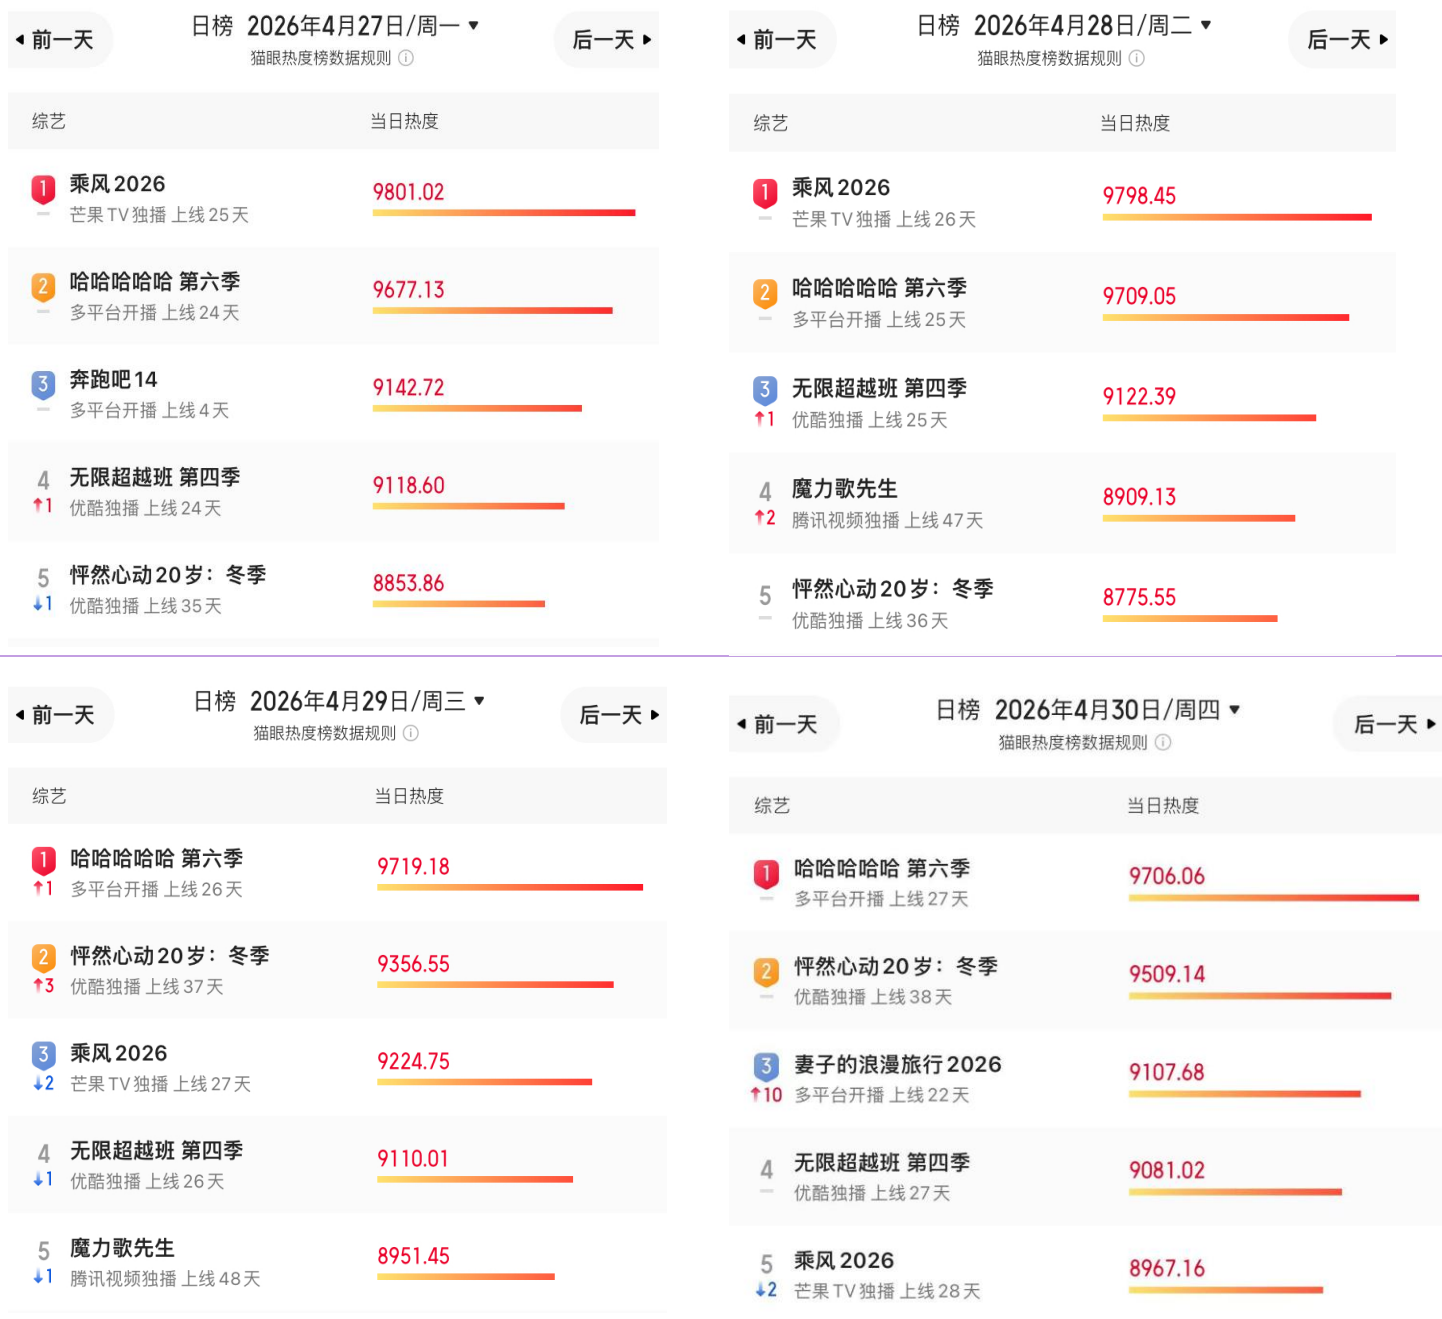 前一天
日榜 2026年4月27日/周一
后一天
猫眼热度榜数据规则
综艺 当日热度
1 乘风2026 9801.02
芒果TV独播 上线25天
2 哈哈哈哈哈 第六季 9677.13
多平台开播 上线24天
3 奔跑吧14 9142.72
多平台开播 上线4天
4 无限超越班 第四季 9118.60
↑1 优酷独播 上线24天
5 怦然心动20岁：冬季 8853.86
↓1 优酷独播 上线35天
前一天
日榜 2026年4月28日/周二
后一天
猫眼热度榜数据规则
综艺 当日热度
1 乘风2026 9798.45
芒果TV独播 上线26天
2 哈哈哈哈哈 第六季 9709.05
多平台开播 上线25天
3 无限超越班 第四季 9122.39
↑1 优酷独播 上线25天
4 魔力歌先生 8909.13
↑2 腾讯视频独播 上线47天
5 怦然心动20岁：冬季 8775.55
优酷独播 上线36天
前一天
日榜 2026年4月29日/周三
后一天
猫眼热度榜数据规则
综艺 当日热度
1 哈哈哈哈哈 第六季 9719.18
↑1 多平台开播 上线26天
2 怦然心动20岁：冬季 9356.55
↑3 优酷独播 上线37天
3 乘风2026 9224.75
↓2 芒果TV独播 上线27天
4 无限超越班 第四季 9110.01
↓1 优酷独播 上线26天
5 魔力歌先生 8951.45
↓1 腾讯视频独播 上线48天
前一天
日榜 2026年4月30日/周四
后一天
猫眼热度榜数据规则
综艺 当日热度
1 哈哈哈哈哈 第六季 9706.06
多平台开播 上线27天
2 怦然心动20岁：冬季 9509.14
优酷独播 上线38天
3 妻子的浪漫旅行2026 9107.68
↑10 多平台开播 上线22天
4 无限超越班 第四季 9081.02
优酷独播 上线27天
5 乘风2026 8967.16
↓2 芒果TV独播 上线28天